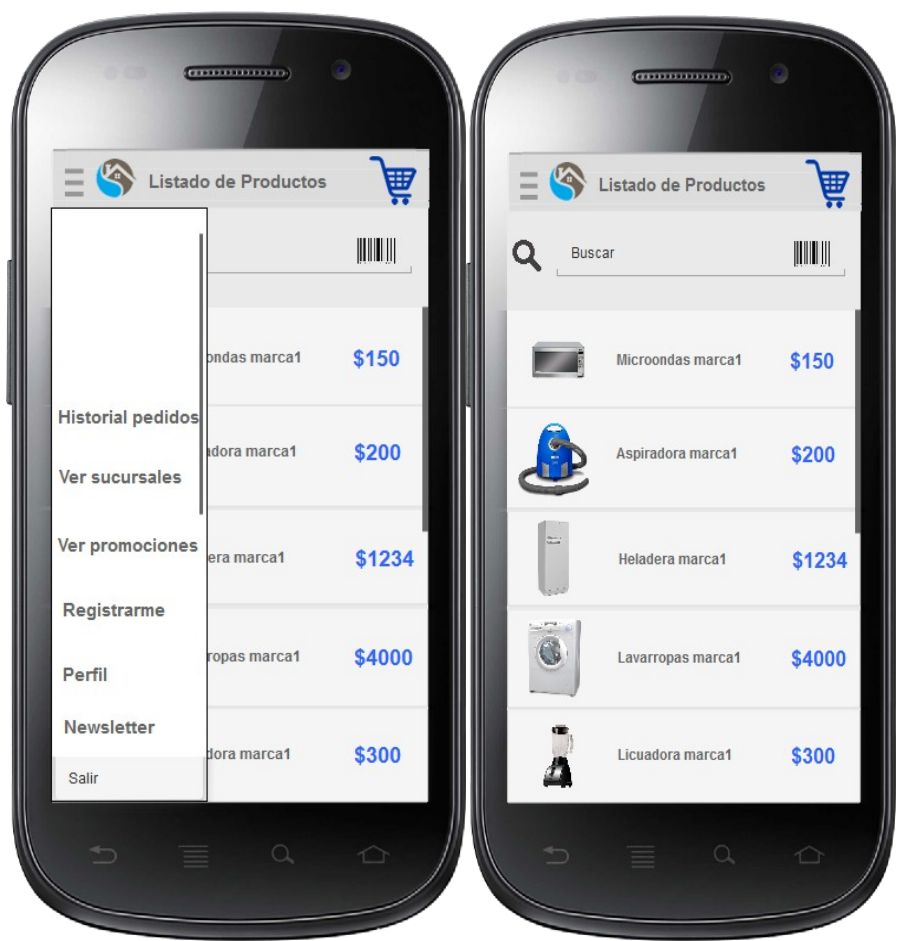 Listado de Productos
ondas marca1 $150
Historial pedidos
adora marca1 $200
Ver sucursales
Ver promociones
era marca1 $1234
Registrarme
ropas marca1 $4000
Perfil
Newsletter
dora marca1 $300
Salir
Listado de Productos
Buscar
Microondas marca1 $150
Aspiradora marca1 $200
Heladera marca1 $1234
Lavarropas marca1 $4000
Licuadora marca1 $300